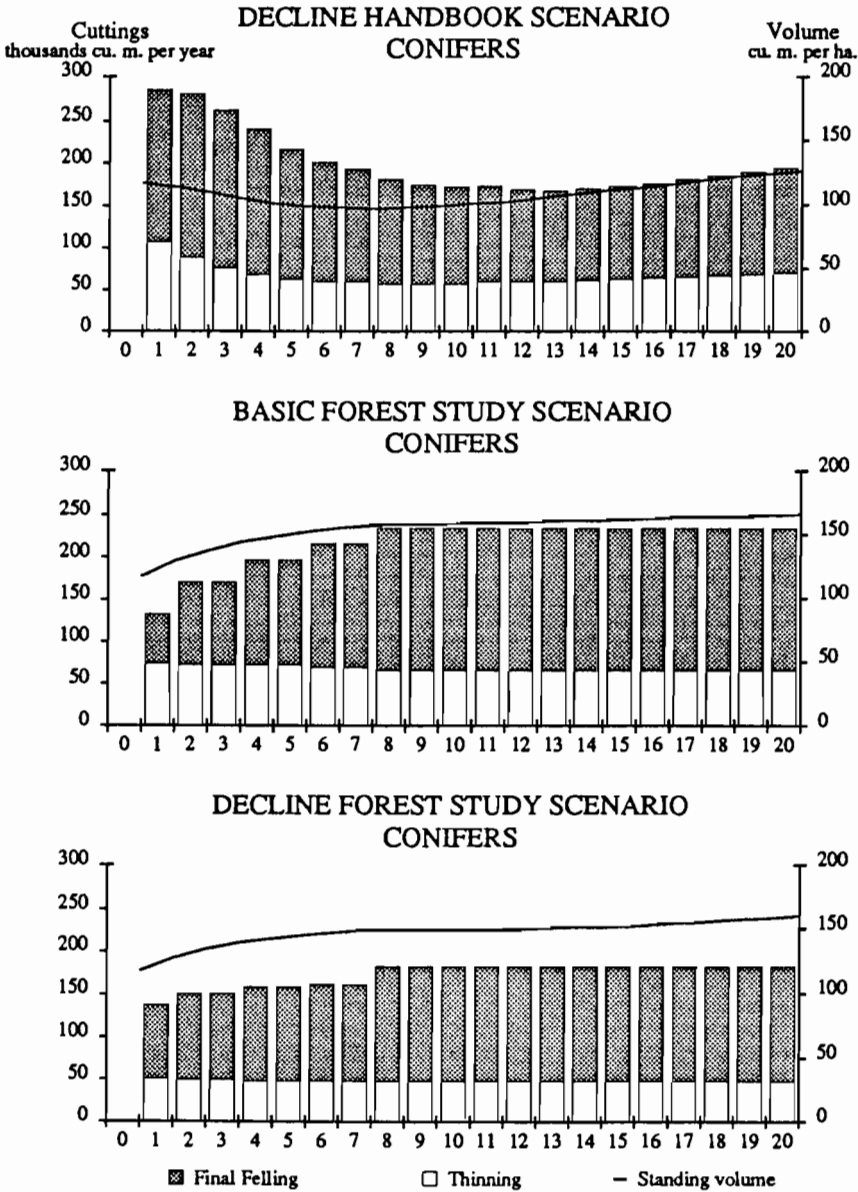 DECLINE HANDBOOK SCENARIO
CONIFERS
Cuttings
thousands cu. m. per year
Volume
cu. m. per ha.
300
250
200
150
100
50
0
200
150
100
50
0
0 1 2 3 4 5 6 7 8 9 10 11 12 13 14 15 16 17 18 19 20
BASIC FOREST STUDY SCENARIO
CONIFERS
300
250
200
150
100
50
0
200
150
100
50
0
0 1 2 3 4 5 6 7 8 9 10 11 12 13 14 15 16 17 18 19 20
DECLINE FOREST STUDY SCENARIO
CONIFERS
300
250
200
150
100
50
0
200
150
100
50
0
0 1 2 3 4 5 6 7 8 9 10 11 12 13 14 15 16 17 18 19 20
Final Felling Thinning Standing volume